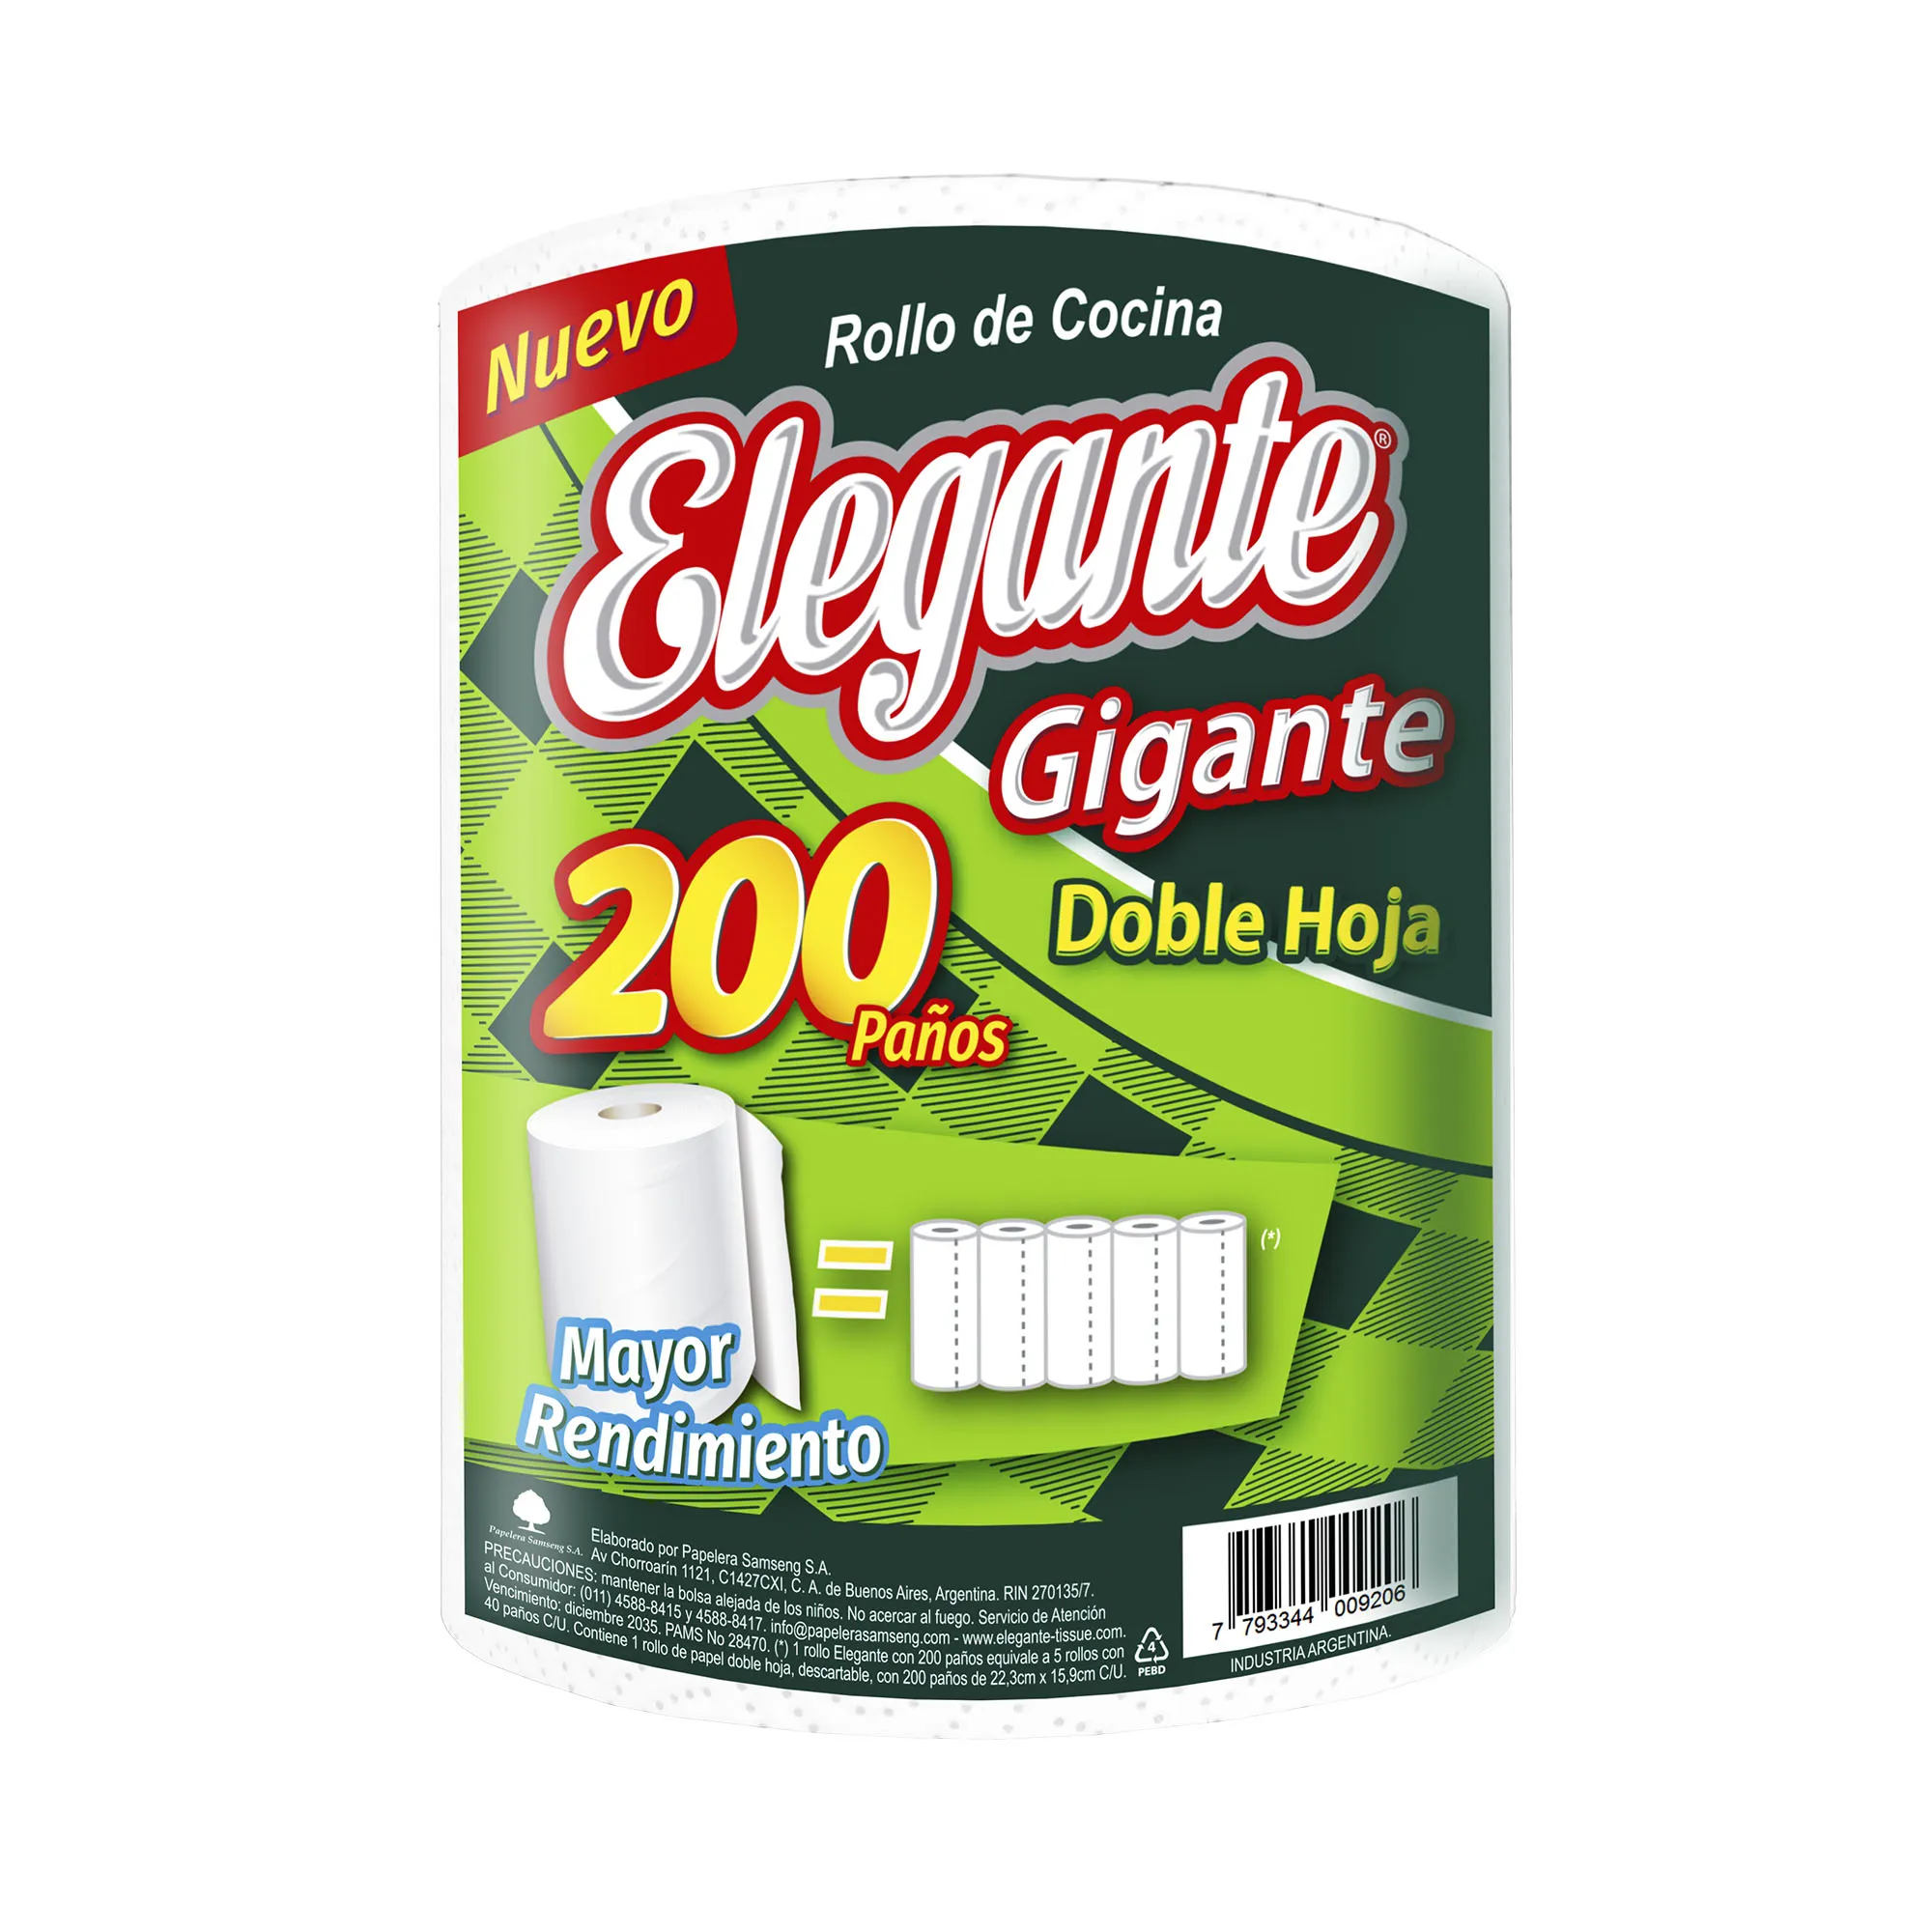 Nuevo
Rollo de Cocina
Elegante®
Gigante
200
Paños
Doble Hoja
(*)
Mayor
Rendimiento
Papelera Samseng S.A.
Elaborado por Papelera Samseng S.A.
Av Chorroarín 1121, C1427CXI, C. A. de Buenos Aires, Argentina. RIN 270135/7.
PRECAUCIONES: mantener la bolsa alejada de los niños. No acercar al fuego. Servicio de Atención
al Consumidor: (011) 4588-8415 y 4588-8417. info@papelerasamseng.com - www.elegante-tissue.com.
Vencimiento: diciembre 2035. PAMS No 28470. (*) 1 rollo Elegante con 200 paños equivale a 5 rollos con
40 paños C/U. Contiene 1 rollo de papel doble hoja, descartable, con 200 paños de 22,3cm x 15,9cm C/U.
4
PEBD
7 793344 009206
INDUSTRIA ARGENTINA.